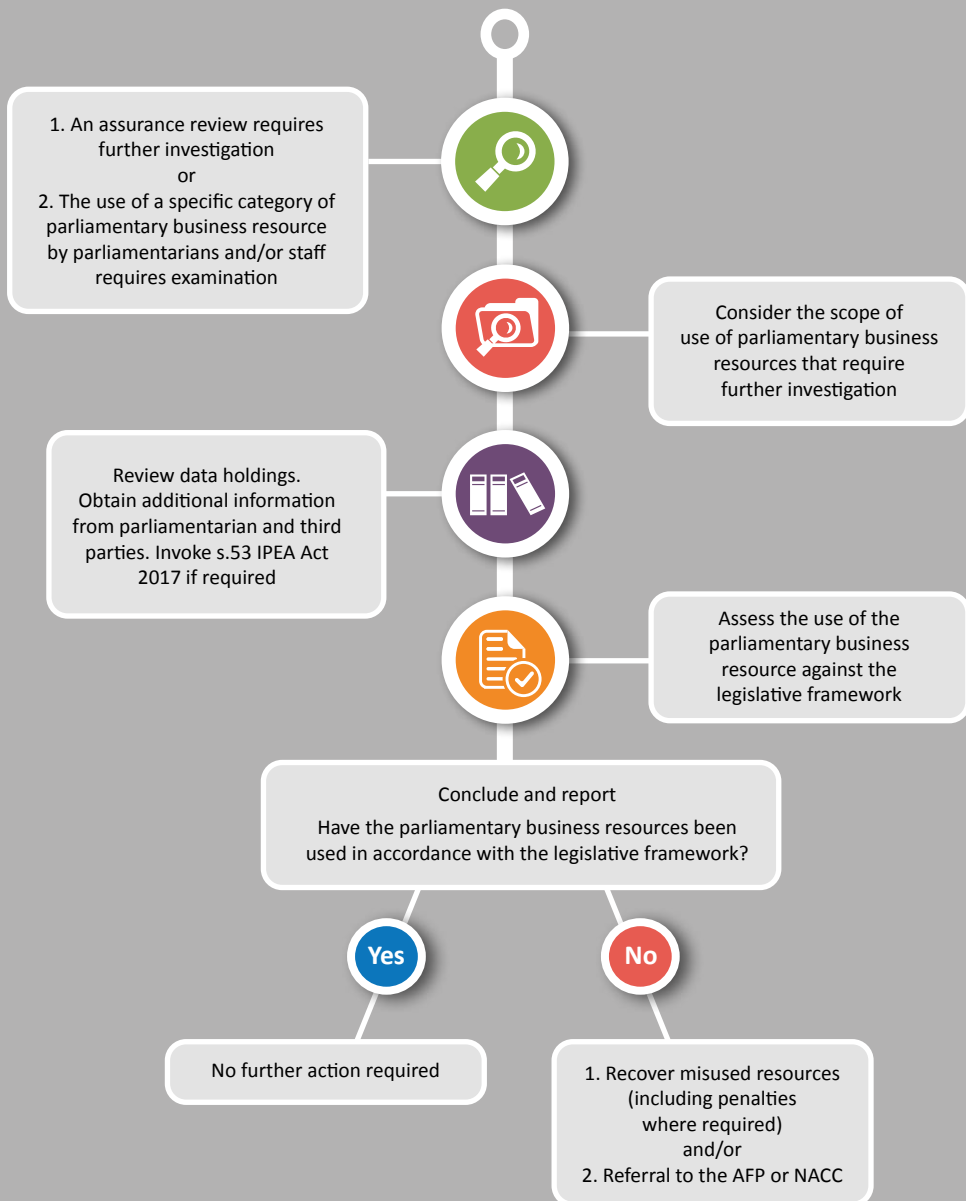 1. An assurance review requires
further investigation
or
2. The use of a specific category of
parliamentary business resource
by parliamentarians and/or staff
requires examination
Consider the scope of
use of parliamentary business
resources that require
further investigation
Review data holdings.
Obtain additional information
from parliamentarian and third
parties. Invoke s.53 IPEA Act
2017 if required
Assess the use of the
parliamentary business
resource against the
legislative framework
Conclude and report
Have the parliamentary business resources been
used in accordance with the legislative framework?
Yes
No
No further action required
1. Recover misused resources
(including penalties
where required)
and/or
2. Referral to the AFP or NACC